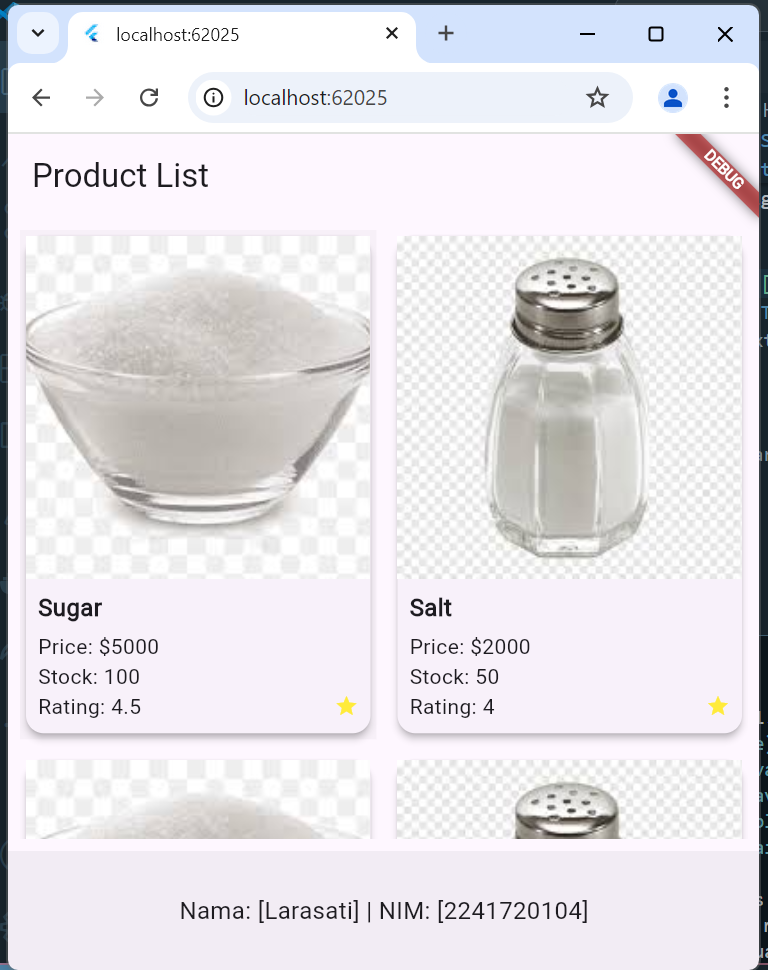 localhost:62025
localhost:62025
DEBUG
Product List
Sugar
Price: $5000
Stock: 100
Rating: 4.5
Salt
Price: $2000
Stock: 50
Rating: 4
Nama: [Larasati] | NIM: [2241720104]